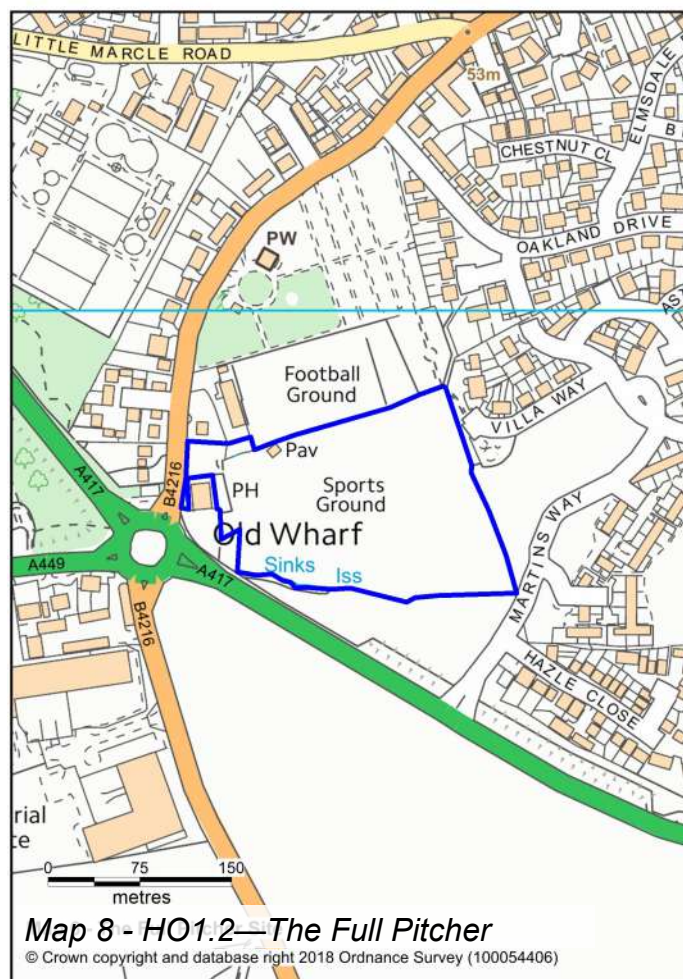 LITTLE MARCLE ROAD
53m
ELMSDALE
B
CHESTNUT CL
PW
OAKLAND DRIVE
AS
Football
Ground
VILLA WAY
A417
B4216
Pav
PH
Sports
Ground
Old Wharf
MARTINS WAY
A449
A417
Sinks
Iss
B4216
HAZLE CLOSE
rial
te
0 75 150
metres
Map 8 - HO1.2—The Full Pitcher
© Crown copyright and database right 2018 Ordnance Survey (100054406)